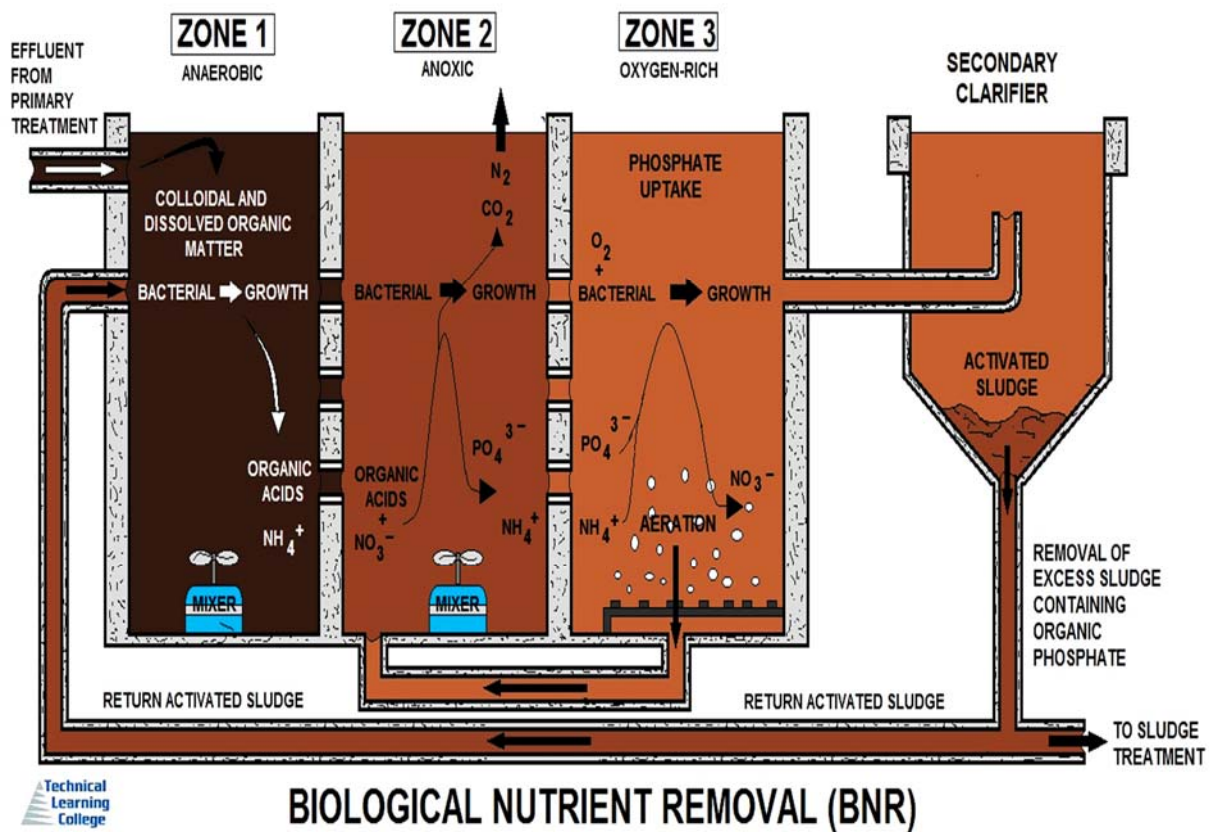 ZONE 1
ANAEROBIC
ZONE 2
ANOXIC
ZONE 3
OXYGEN-RICH
SECONDARY
CLARIFIER
EFFLUENT
FROM
PRIMARY
TREATMENT
COLLOIDAL AND
DISSOLVED ORGANIC
MATTER
BACTERIAL GROWTH
ORGANIC
ACIDS
NH4+
MIXER
N2
CO2
BACTERIAL GROWTH
PO4 3−
ORGANIC
ACIDS
+
NO3−
NH4+
MIXER
PHOSPHATE
UPTAKE
O2
+
BACTERIAL GROWTH
PO4 3−
NO3−
NH4+
AERATION
ACTIVATED
SLUDGE
REMOVAL OF
EXCESS SLUDGE
CONTAINING
ORGANIC
PHOSPHATE
RETURN ACTIVATED SLUDGE
RETURN ACTIVATED SLUDGE
TO SLUDGE
TREATMENT
Technical
Learning
College
BIOLOGICAL NUTRIENT REMOVAL (BNR)